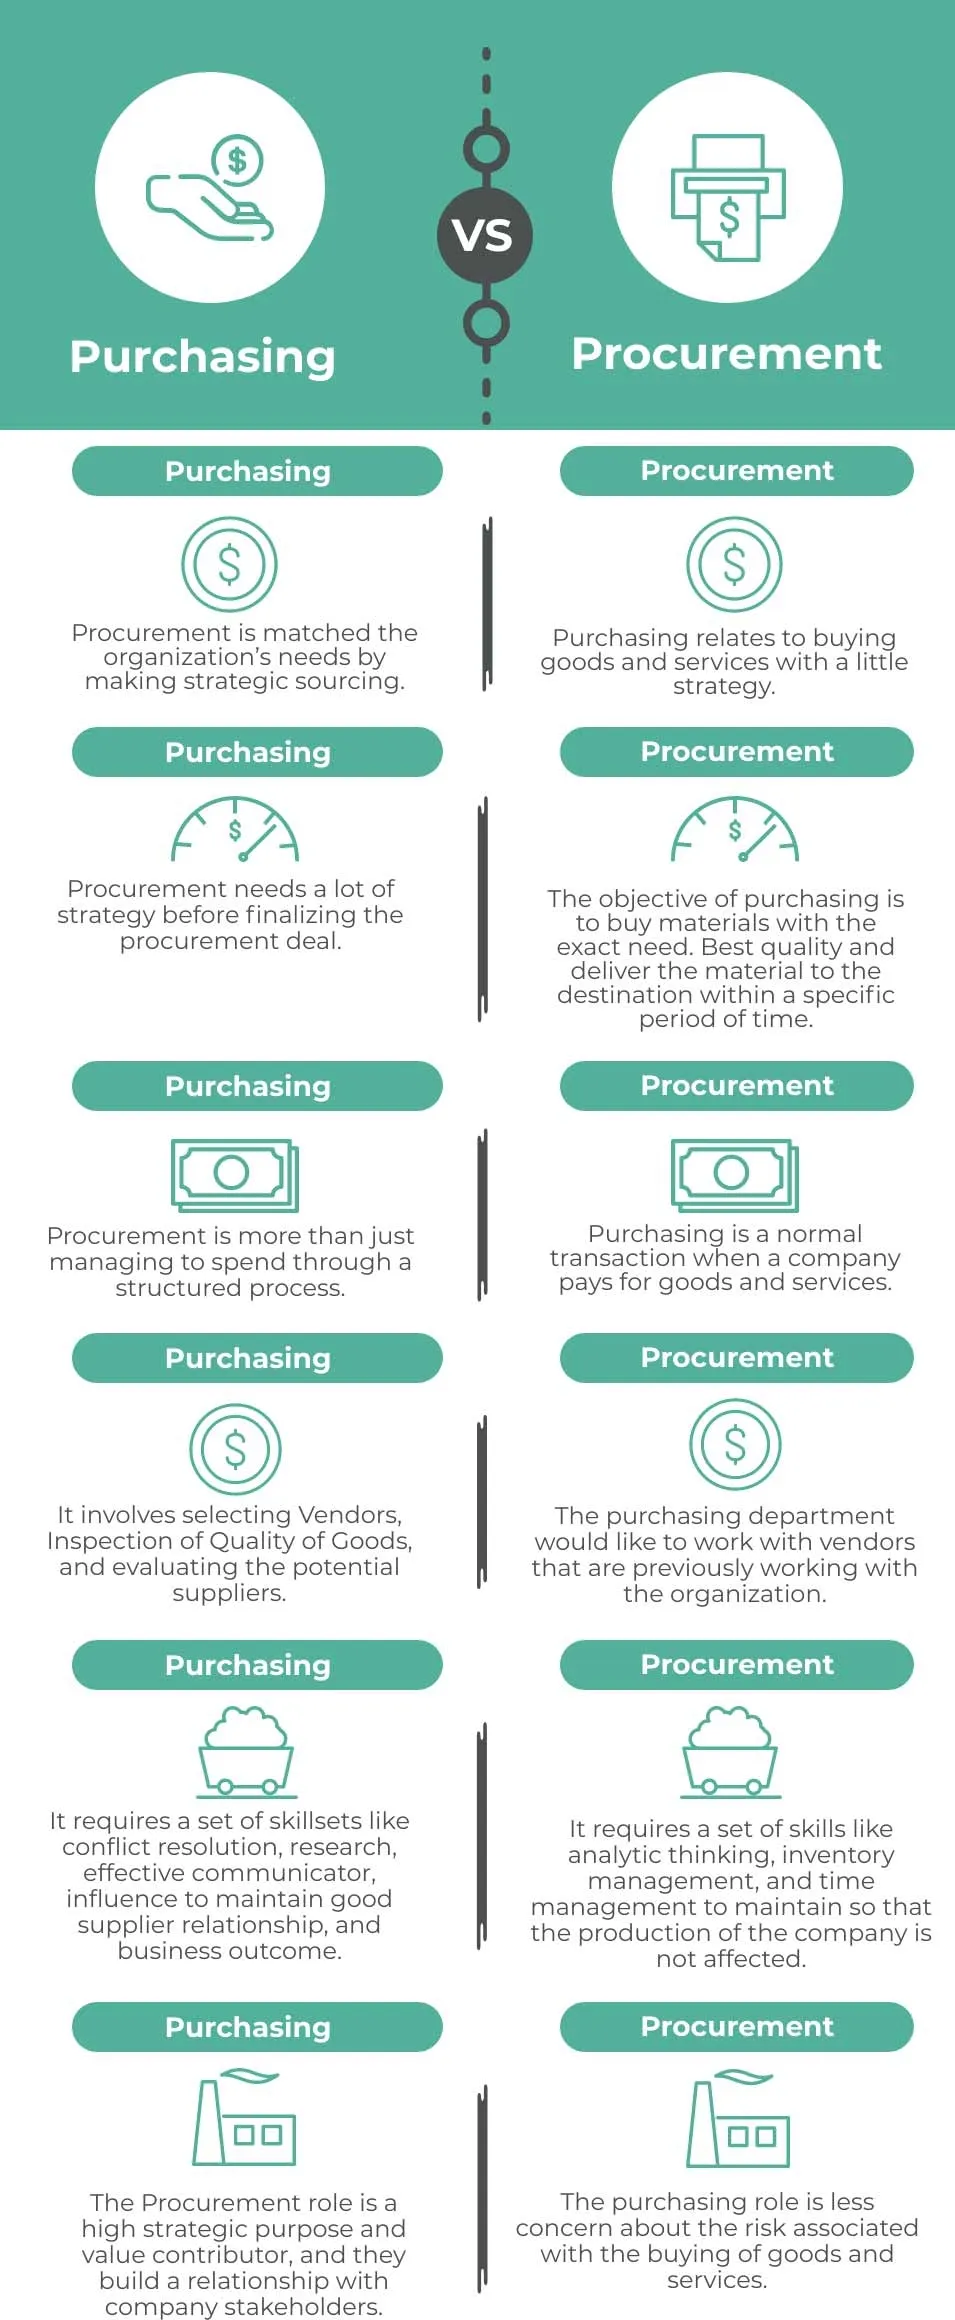 VS
Purchasing
Procurement
Purchasing
Procurement
Procurement is matched the
organization's needs by
making strategic sourcing.
Purchasing relates to buying
goods and services with a little
strategy.
Purchasing
Procurement
Procurement needs a lot of
strategy before finalizing the
procurement deal.
The objective of purchasing is
to buy materials with the
exact need. Best quality and
deliver the material to the
destination within a specific
period of time.
Purchasing
Procurement
Procurement is more than just
managing to spend through a
structured process.
Purchasing is a normal
transaction when a company
pays for goods and services.
Purchasing
Procurement
It involves selecting Vendors,
Inspection of Quality of Goods,
and evaluating the potential
suppliers.
The purchasing department
would like to work with vendors
that are previously working with
the organization.
Purchasing
Procurement
It requires a set of skillsets like
conflict resolution, research,
effective communicator,
influence to maintain good
supplier relationship, and
business outcome.
It requires a set of skills like
analytic thinking, inventory
management, and time
management to maintain so that
the production of the company is
not affected.
Purchasing
Procurement
The Procurement role is a
high strategic purpose and
value contributor, and they
build a relationship with
company stakeholders.
The purchasing role is less
concern about the risk associated
with the buying of goods and
services.